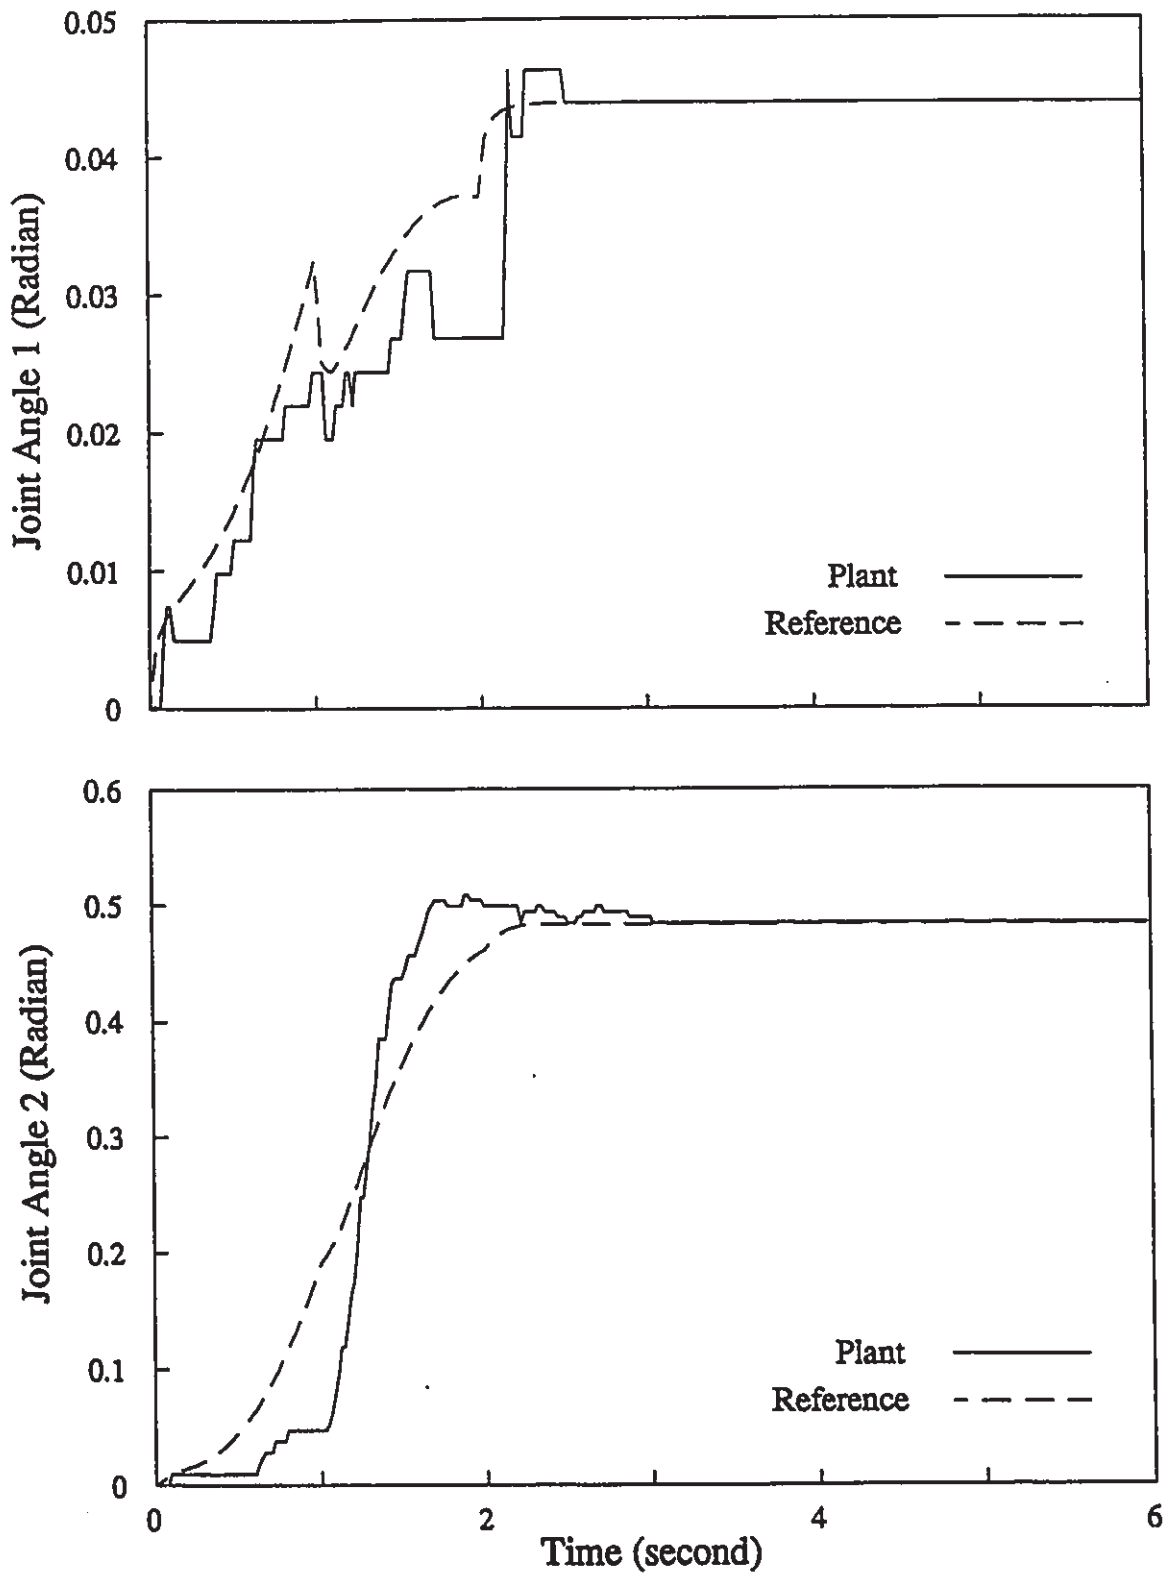 0.05
0.04
0.03
0.02
0.01
0
Joint Angle 1 (Radian)
Plant
Reference
0.6
0.5
0.4
0.3
0.2
0.1
0
Joint Angle 2 (Radian)
Plant
Reference
0 2 4 6
Time (second)